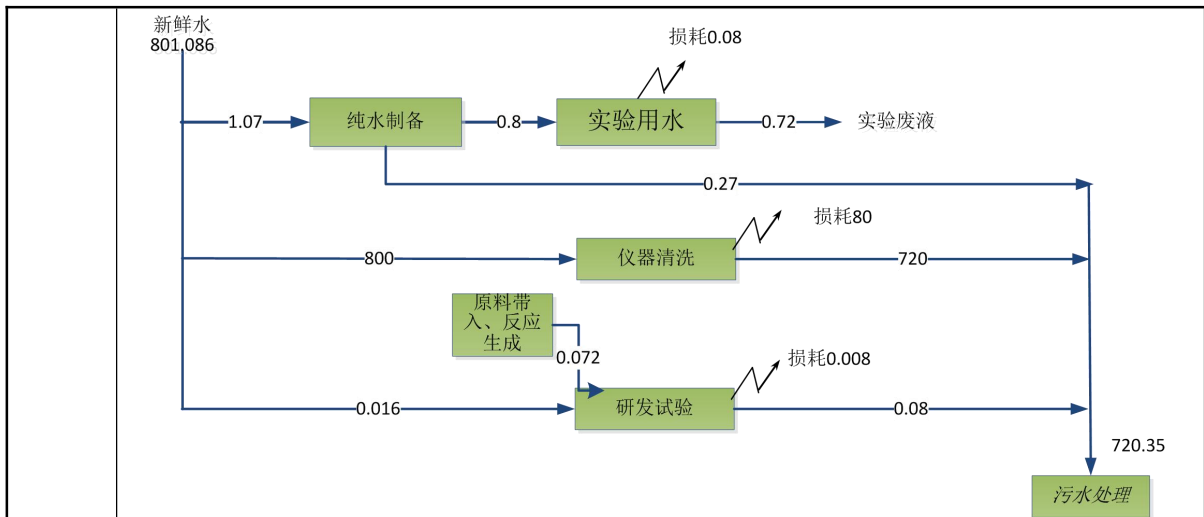 新鲜水
801.086
损耗0.08
1.07
纯水制备
0.8
实验用水
0.72
实验废液
0.27
损耗80
800
仪器清洗
720
原料带
入、反应
生成
0.072
损耗0.008
0.016
研发试验
0.08
720.35
污水处理